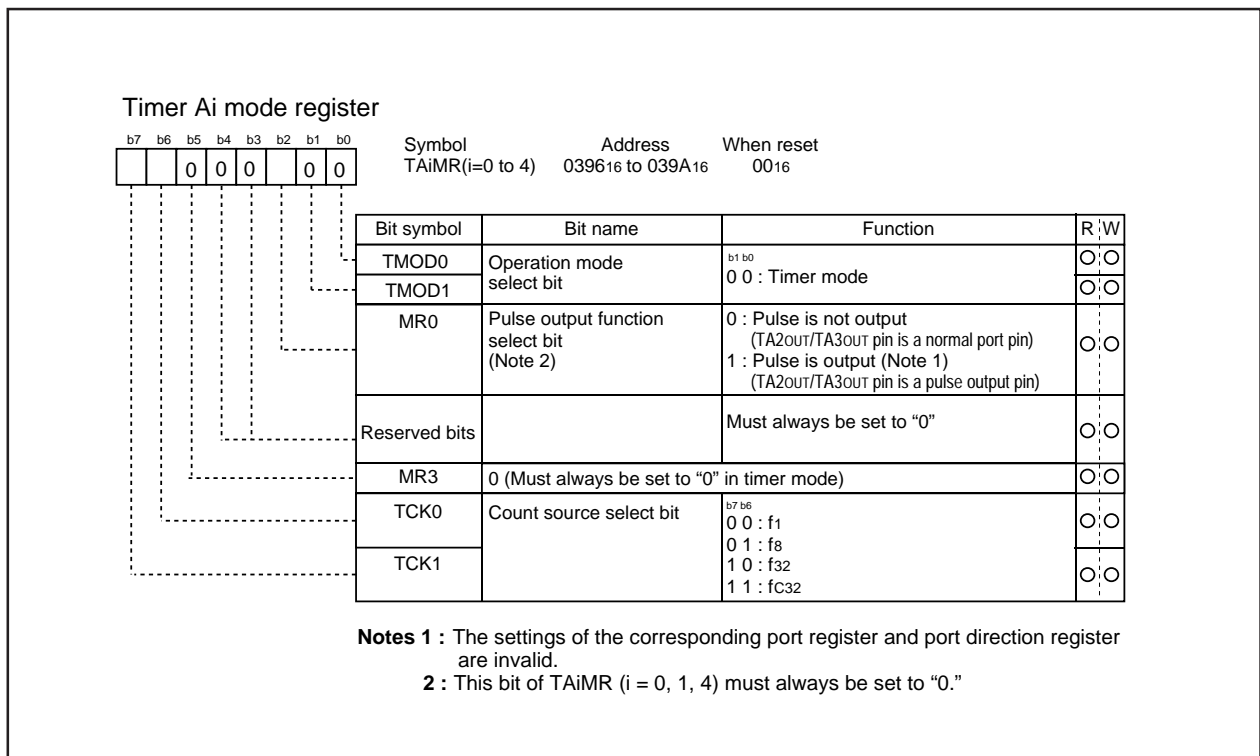 Timer Ai mode register
b7 b6 b5 b4 b3 b2 b1 b0
0 0 0 0 0
Symbol Address When reset
TAiMR(i=0 to 4) 039616 to 039A16 0016
Bit symbol Bit name Function R W
TMOD0 Operation mode select bit
TMOD1
b1 b0
0 0 : Timer mode
MR0 Pulse output function
select bit
(Note 2)
0 : Pulse is not output
(TA2OUT/TA3OUT pin is a normal port pin)
1 : Pulse is output (Note 1)
(TA2OUT/TA3OUT pin is a pulse output pin)
Reserved bits Must always be set to “0”
MR3 0 (Must always be set to “0” in timer mode)
TCK0 Count source select bit
TCK1
b7 b6
0 0 : f1
0 1 : f8
1 0 : f32
1 1 : fC32
Notes 1 : The settings of the corresponding port register and port direction register
are invalid.
2 : This bit of TAiMR (i = 0, 1, 4) must always be set to “0.”